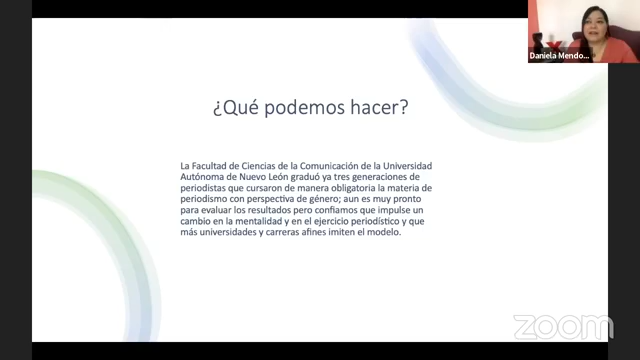 Daniela Mendo...
¿Qué podemos hacer?
La Facultad de Ciencias de la Comunicación de la Universidad
Autónoma de Nuevo León graduó ya tres generaciones de
periodistas que cursaron de manera obligatoria la materia de
periodismo con perspectiva de género; aun es muy pronto
para evaluar los resultados pero confiamos que impulse un
cambio en la mentalidad y en el ejercicio periodístico y que
más universidades y carreras afines imiten el modelo.
zoom